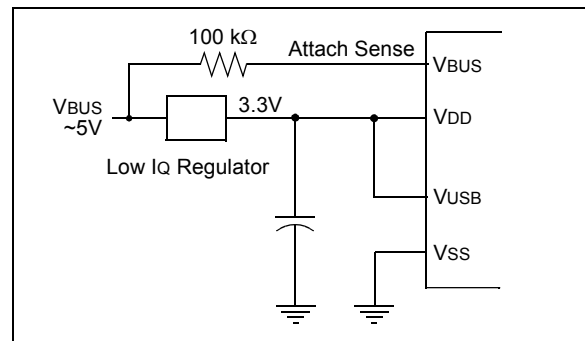 100 kΩ
Attach Sense
VBUS
VBUS
~5V
3.3V
VDD
Low IQ Regulator
VUSB
VSS